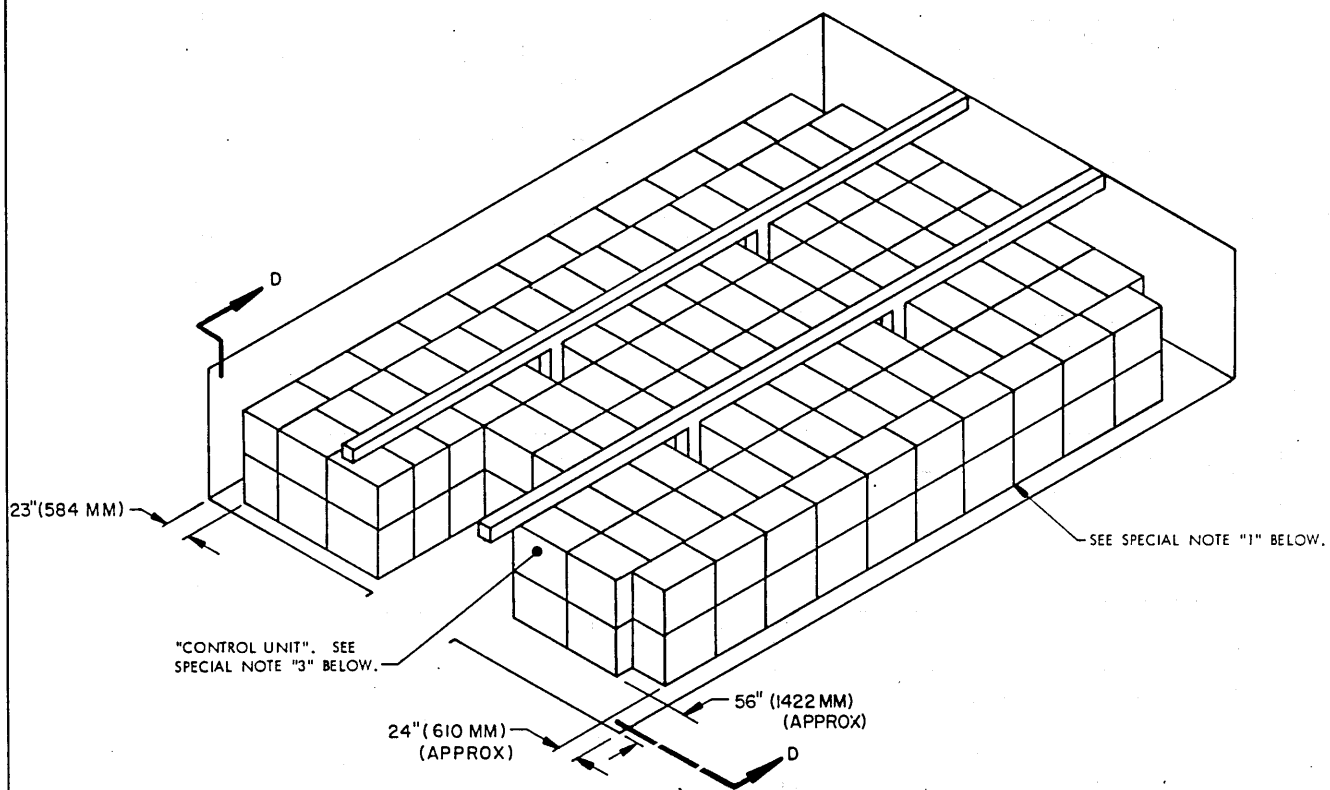 D
23"(584 MM)
SEE SPECIAL NOTE "1" BELOW.
"CONTROL UNIT". SEE
SPECIAL NOTE "3" BELOW.
56" (1422 MM)
(APPROX)
24" (610 MM)
(APPROX)
D